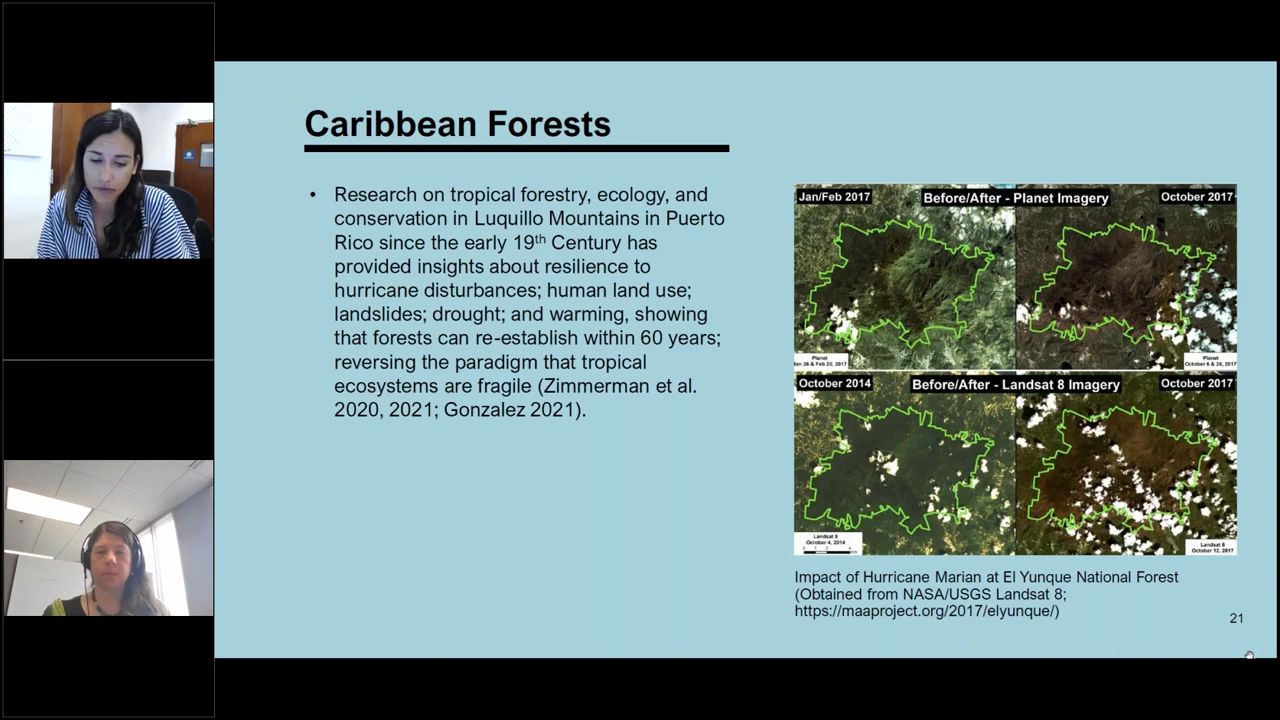 Caribbean Forests
• Research on tropical forestry, ecology, and
conservation in Luquillo Mountains in Puerto
Rico since the early 19th Century has
provided insights about resilience to
hurricane disturbances; human land use;
landslides; drought; and warming, showing
that forests can re-establish within 60 years;
reversing the paradigm that tropical
ecosystems are fragile (Zimmerman et al.
2020, 2021; Gonzalez 2021).
Jan/Feb 2017
Before/After - Planet Imagery
October 2017
Planet
Jan 26 & Feb 20, 2017
Planet
October 6 & 25, 2017
October 2014
Before/After - Landsat 8 Imagery
October 2017
Landsat 8
October 4, 2014
Landsat 8
October 12, 2017
Impact of Hurricane Marian at El Yunque National Forest
(Obtained from NASA/USGS Landsat 8;
https://maaproject.org/2017/elyunque/)
21